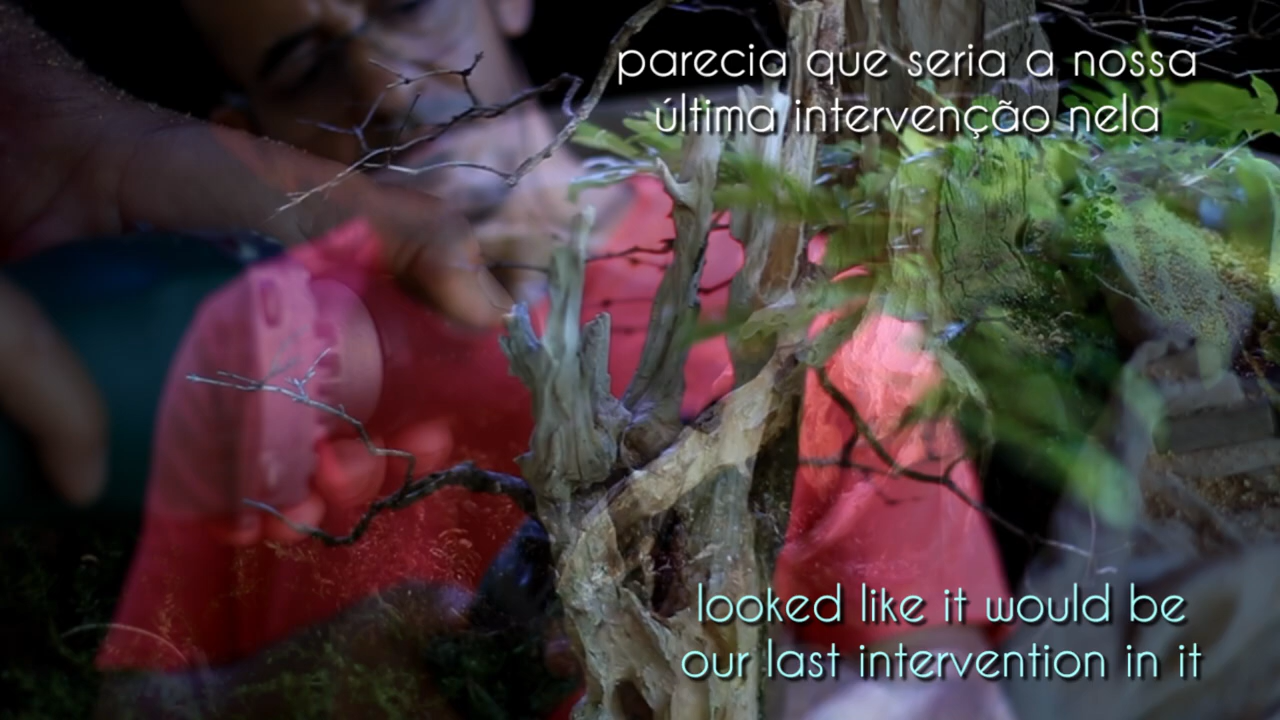 parecia que seria a nossa
última intervenção nela
looked like it would be
our last intervention in it